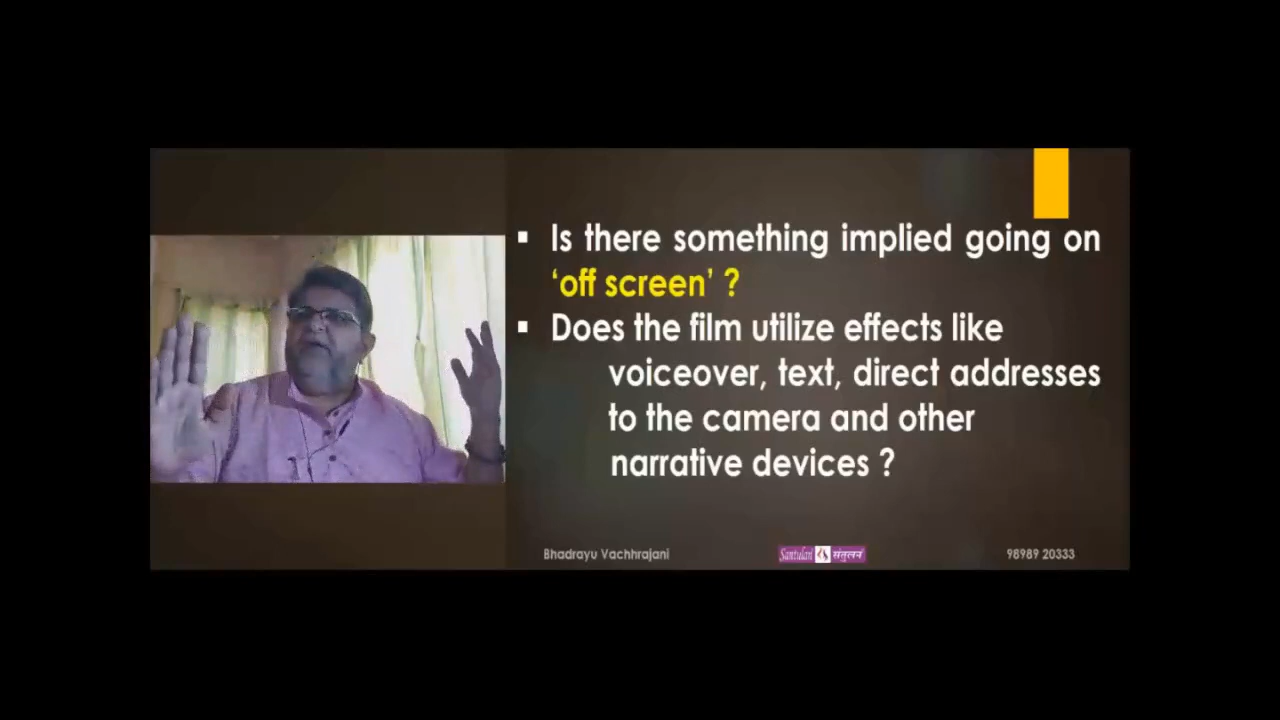 ▪ Is there something implied going on
‘off screen’ ?
▪ Does the film utilize effects like
voiceover, text, direct addresses
to the camera and other
narrative devices ?
Bhadrayu Vachhrajani
Santulan संतुलन
98989 20333